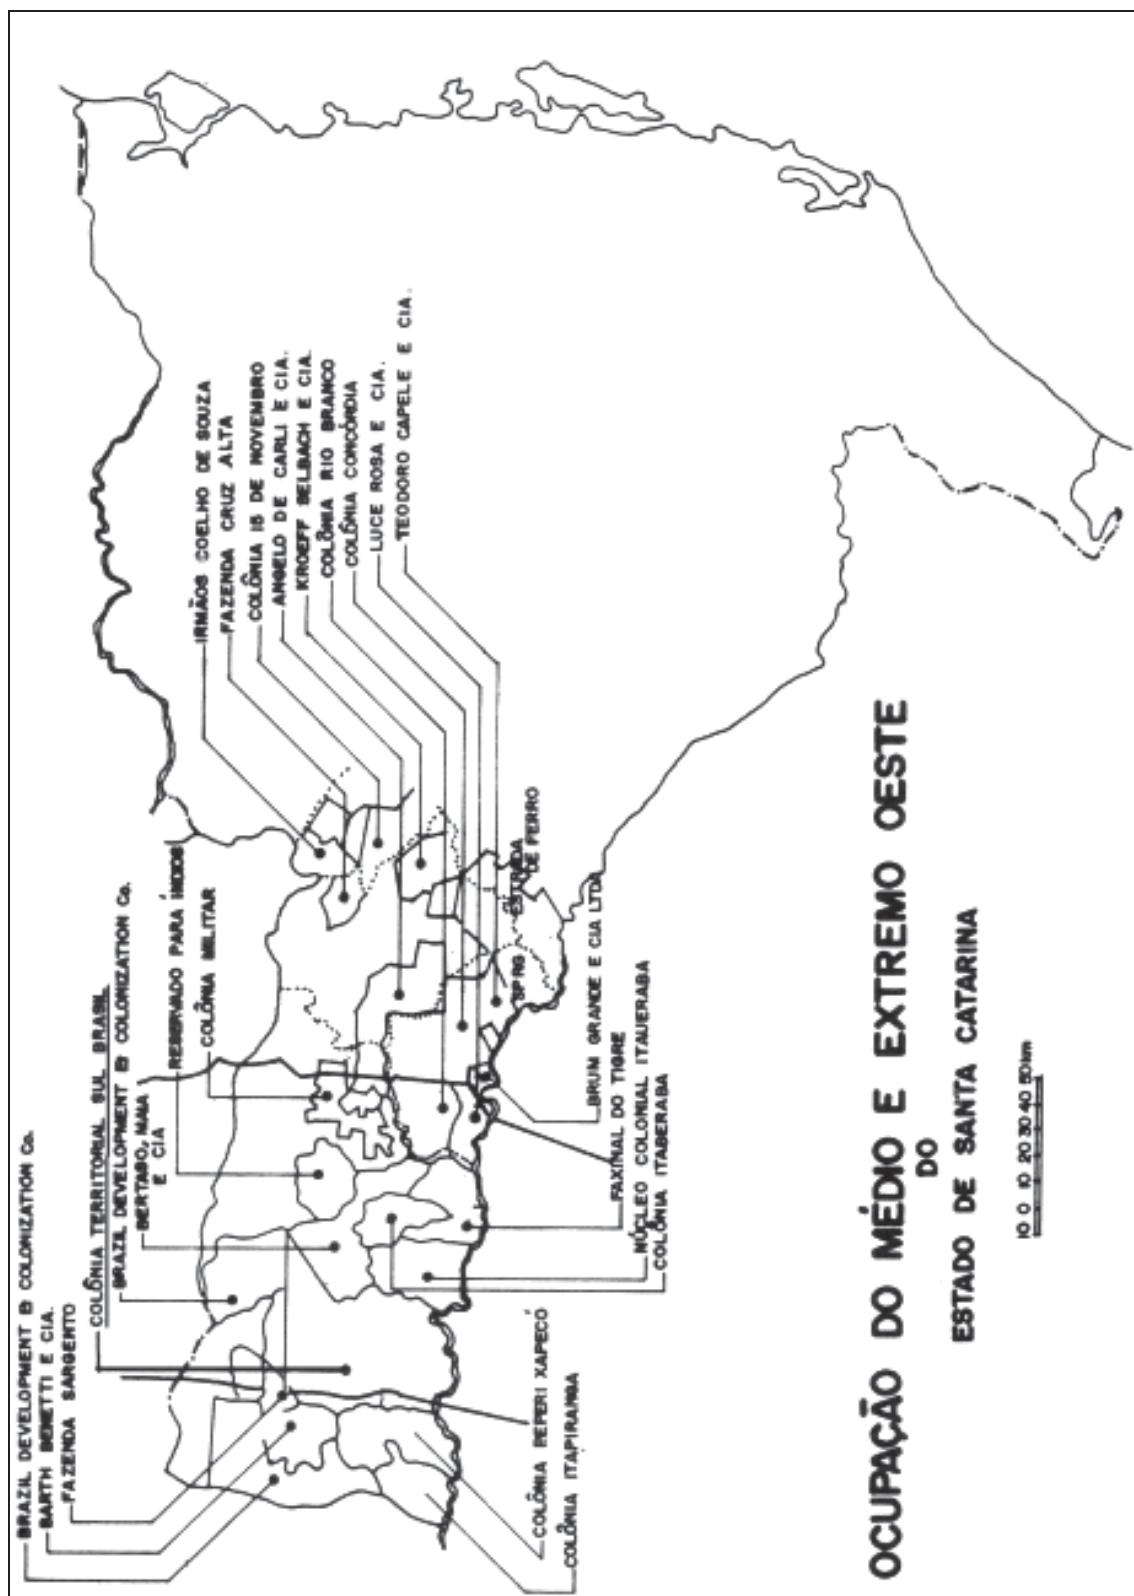 BRAZIL DEVELOPMENT & COLONIZATION Co.
BARTH BENETTI E CIA.
FAZENDA SARGENTO
COLÔNIA TERRITORIAL SUL BRASIL
BRAZIL DEVELOPMENT & COLONIZATION Co.
BERTASO, MAIA
E CIA
RESERVADO PARA ÍNDIOS
COLÔNIA MILITAR
IRMÃOS COELHO DE SOUZA
FAZENDA CRUZ ALTA
COLÔNIA 15 DE NOVEMBRO
ANGELO DE CARLI E CIA.
KROEFF SELBACH E CIA.
COLÔNIA RIO BRANCO
COLÔNIA CONCÓRDIA
LUCE ROSA E CIA.
TEODORO CAPELE E CIA.
SPRG ESTRADA
DE FERRO
BRUM GRANDE E CIA LTDA
FAXINAL DO TIGRE
NÚCLEO COLONIAL ITAUERABA
COLÔNIA ITABERABA
COLÔNIA REPERI XAPECÓ
COLÔNIA ITAPIRANGA
OCUPAÇÃO DO MÉDIO E EXTREMO OESTE
DO
ESTADO DE SANTA CATARINA
10 0 10 20 30 40 50 km